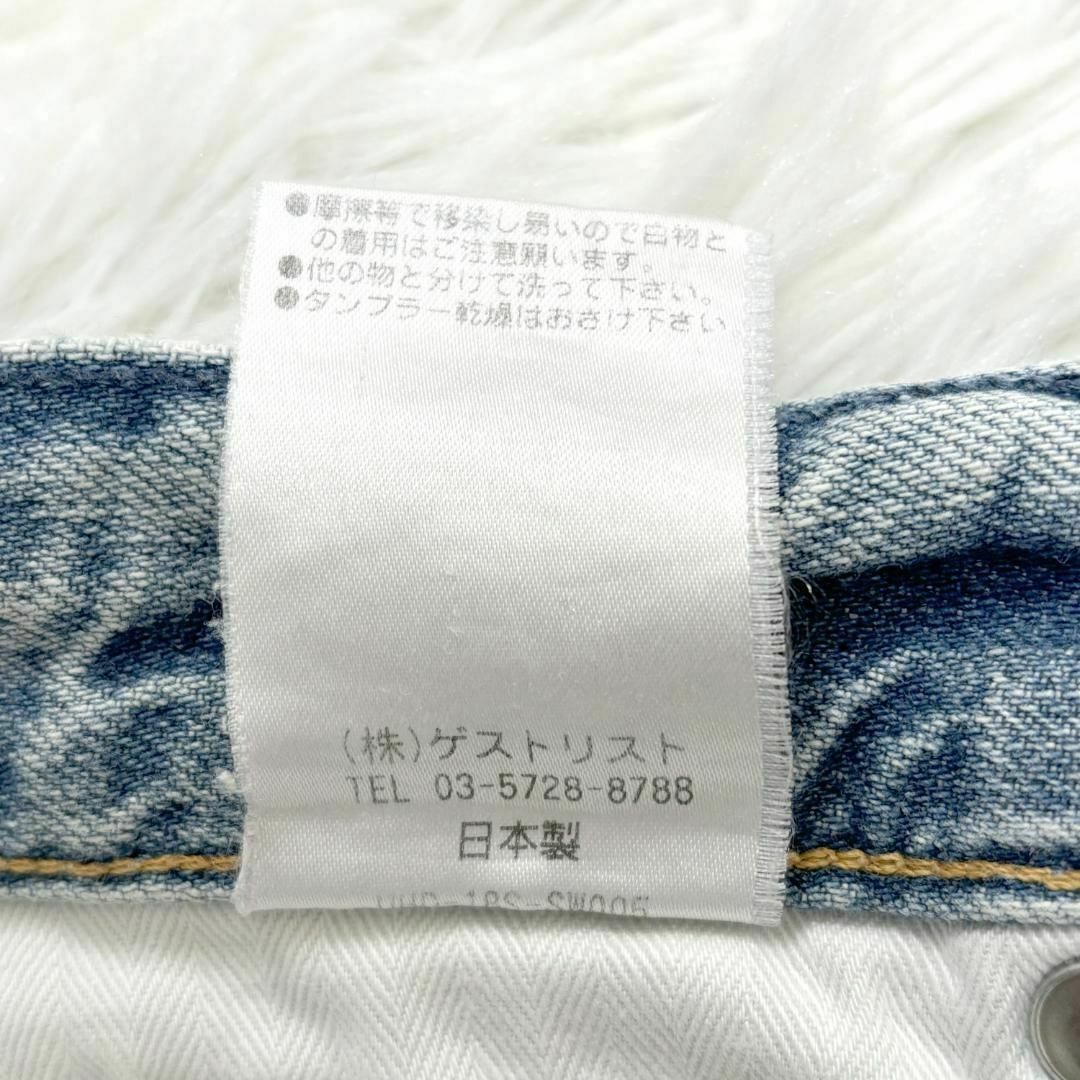 ●摩擦等で移染し易いので白物と
の着用はご注意願います。
●他の物と分けて洗って下さい。
●タンブラー乾燥はおさけ下さい
(株)ゲストリスト
TEL 03-5728-8788
日本製